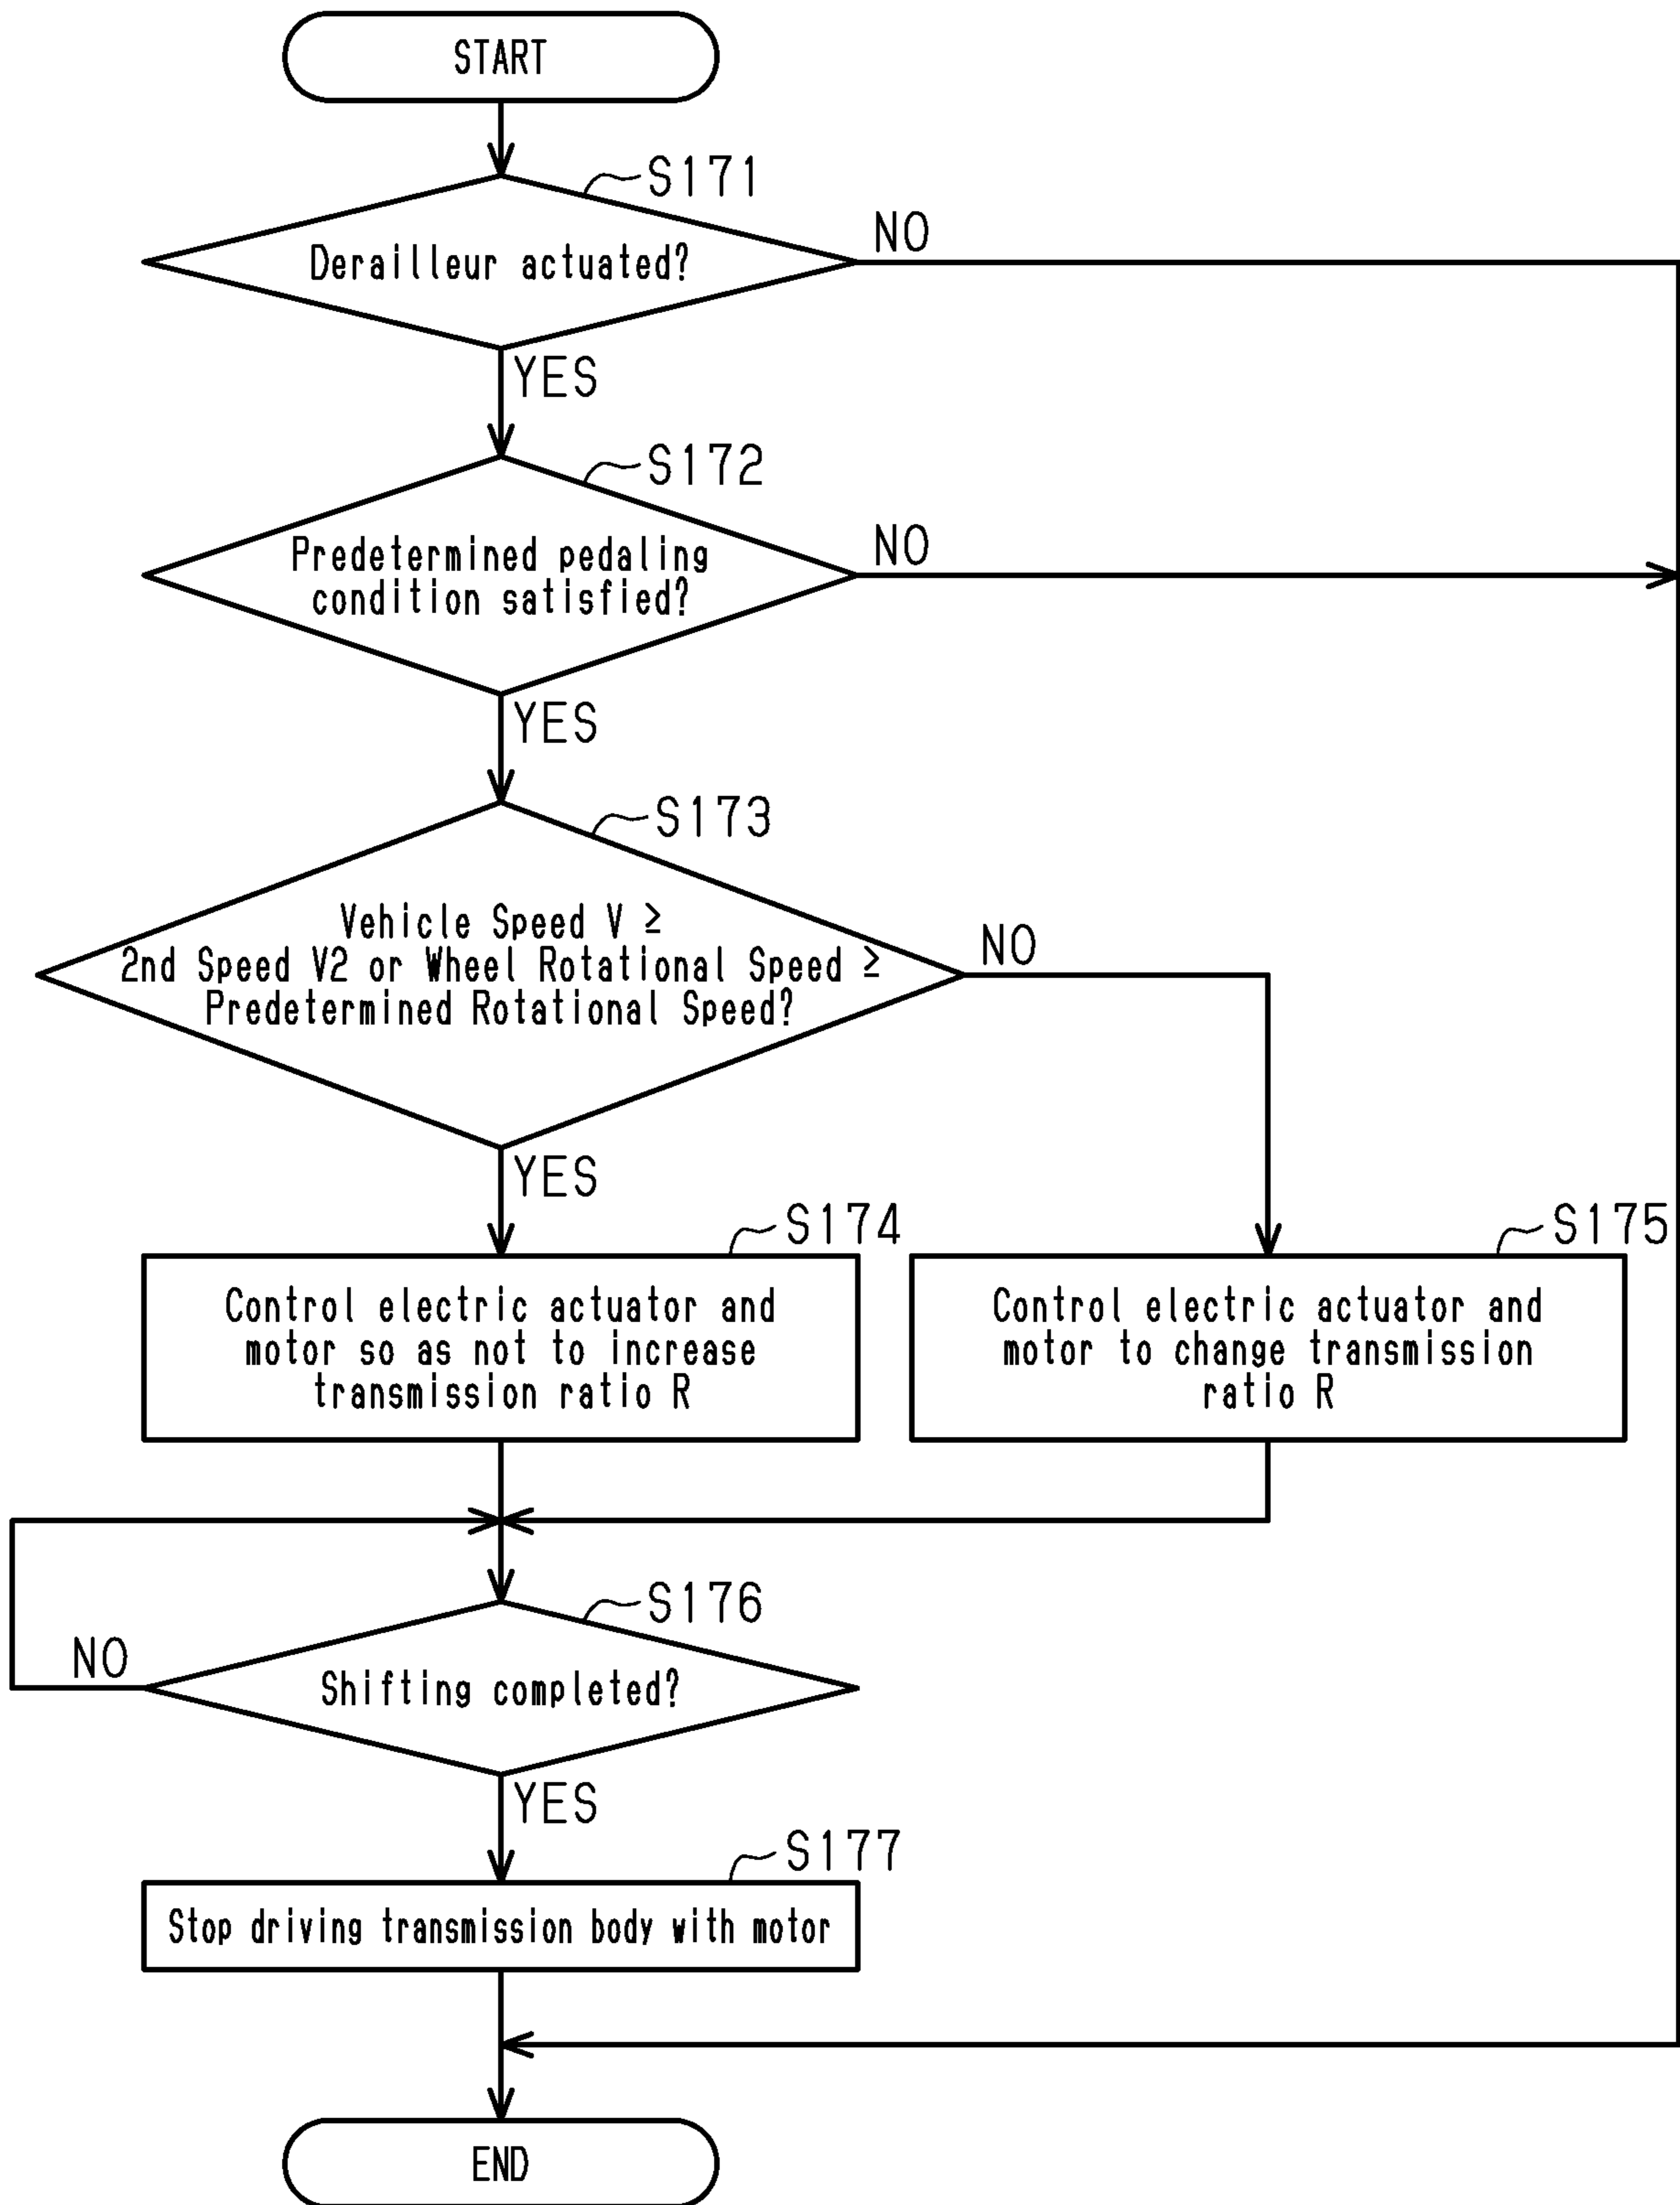 START
S171
Derailleur actuated?
NO
YES
S172
Predetermined pedaling
condition satisfied?
NO
YES
S173
Vehicle Speed V ≥
2nd Speed V2 or Wheel Rotational Speed ≥
Predetermined Rotational Speed?
NO
YES
S174
Control electric actuator and
motor so as not to increase
transmission ratio R
S175
Control electric actuator and
motor to change transmission
ratio R
S176
Shifting completed?
NO
YES
S177
Stop driving transmission body with motor
END